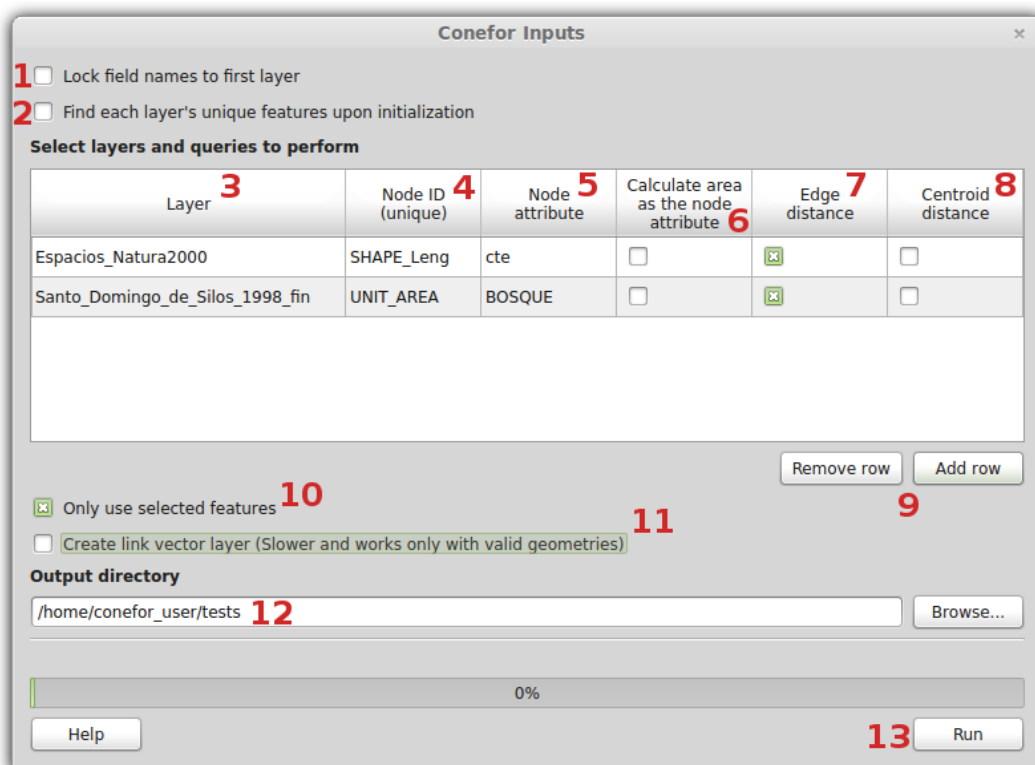 Conefor Inputs ×
1 Lock field names to first layer
2 Find each layer's unique features upon initialization
Select layers and queries to perform
Layer 3
Node ID
(unique) 4
Node
attribute 5
Calculate area
as the node
attribute 6
Edge
distance 7
Centroid
distance 8
Espacios_Natura2000 SHAPE_Leng cte
Santo_Domingo_de_Silos_1998_fin UNIT_AREA BOSQUE
Remove row Add row
9
Only use selected features 10
Create link vector layer (Slower and works only with valid geometries) 11
Output directory
/home/conefor_user/tests 12 Browse...
0%
Help 13 Run